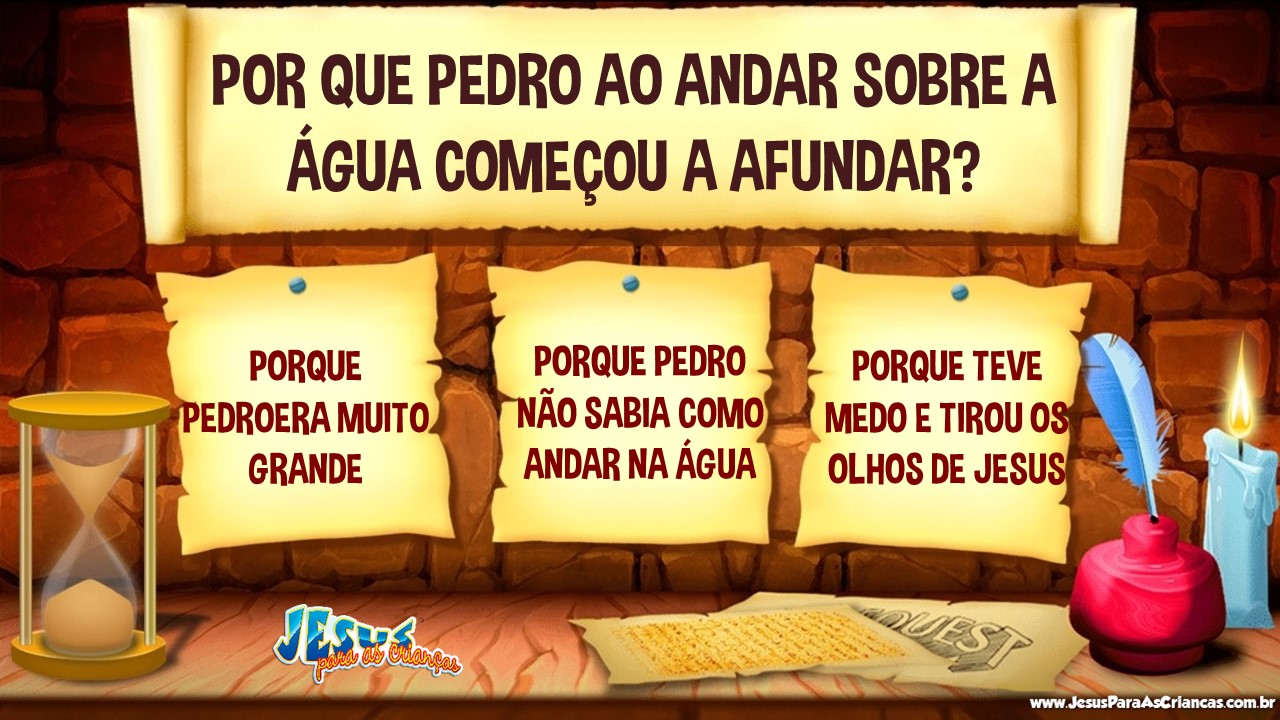 POR QUE PEDRO AO ANDAR SOBRE A
ÁGUA COMEÇOU A AFUNDAR?
PORQUE
PEDROERA MUITO
GRANDE
PORQUE PEDRO
NÃO SABIA COMO
ANDAR NA ÁGUA
PORQUE TEVE
MEDO E TIROU OS
OLHOS DE JESUS
JESUS
para as crianças
QUEST
www.JesusParaAsCriancas.com.br